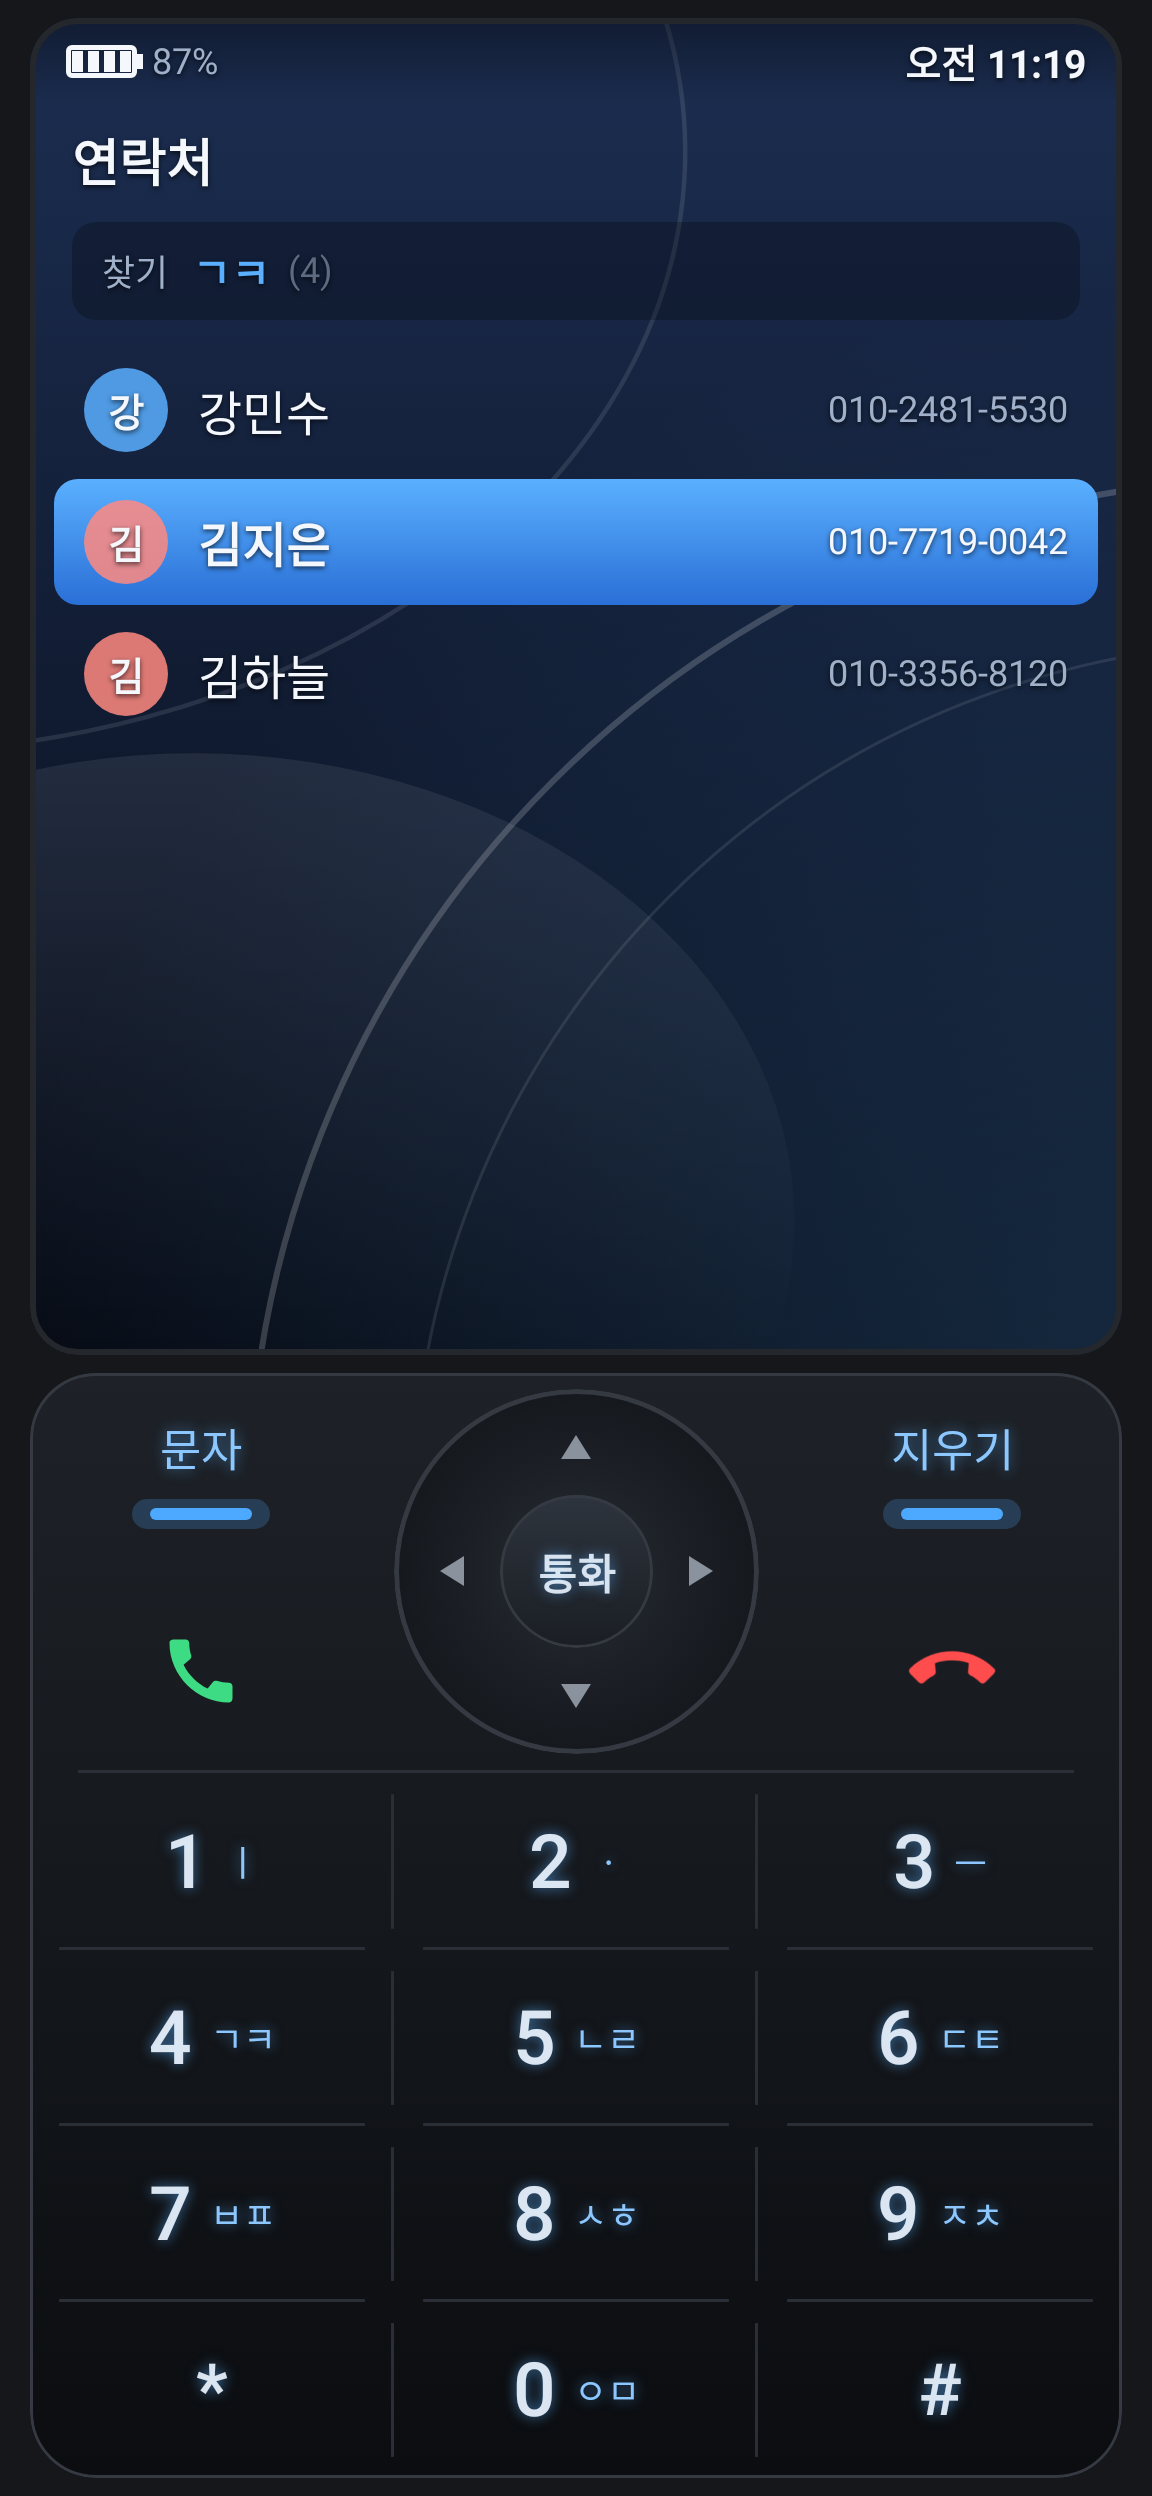 87% 오전 11:19
연락처
찾기 ㄱㅋ (4)
강 강민수 010-2481-5530
김 김지은 010-7719-0042
김 김하늘 010-3356-8120
문자 지우기
통화
1 ㅣ 2 · 3 ㅡ
4 ㄱㅋ 5 ㄴㄹ 6 ㄷㅌ
7 ㅂㅍ 8 ㅅㅎ 9 ㅈㅊ
* 0 ㅇㅁ #